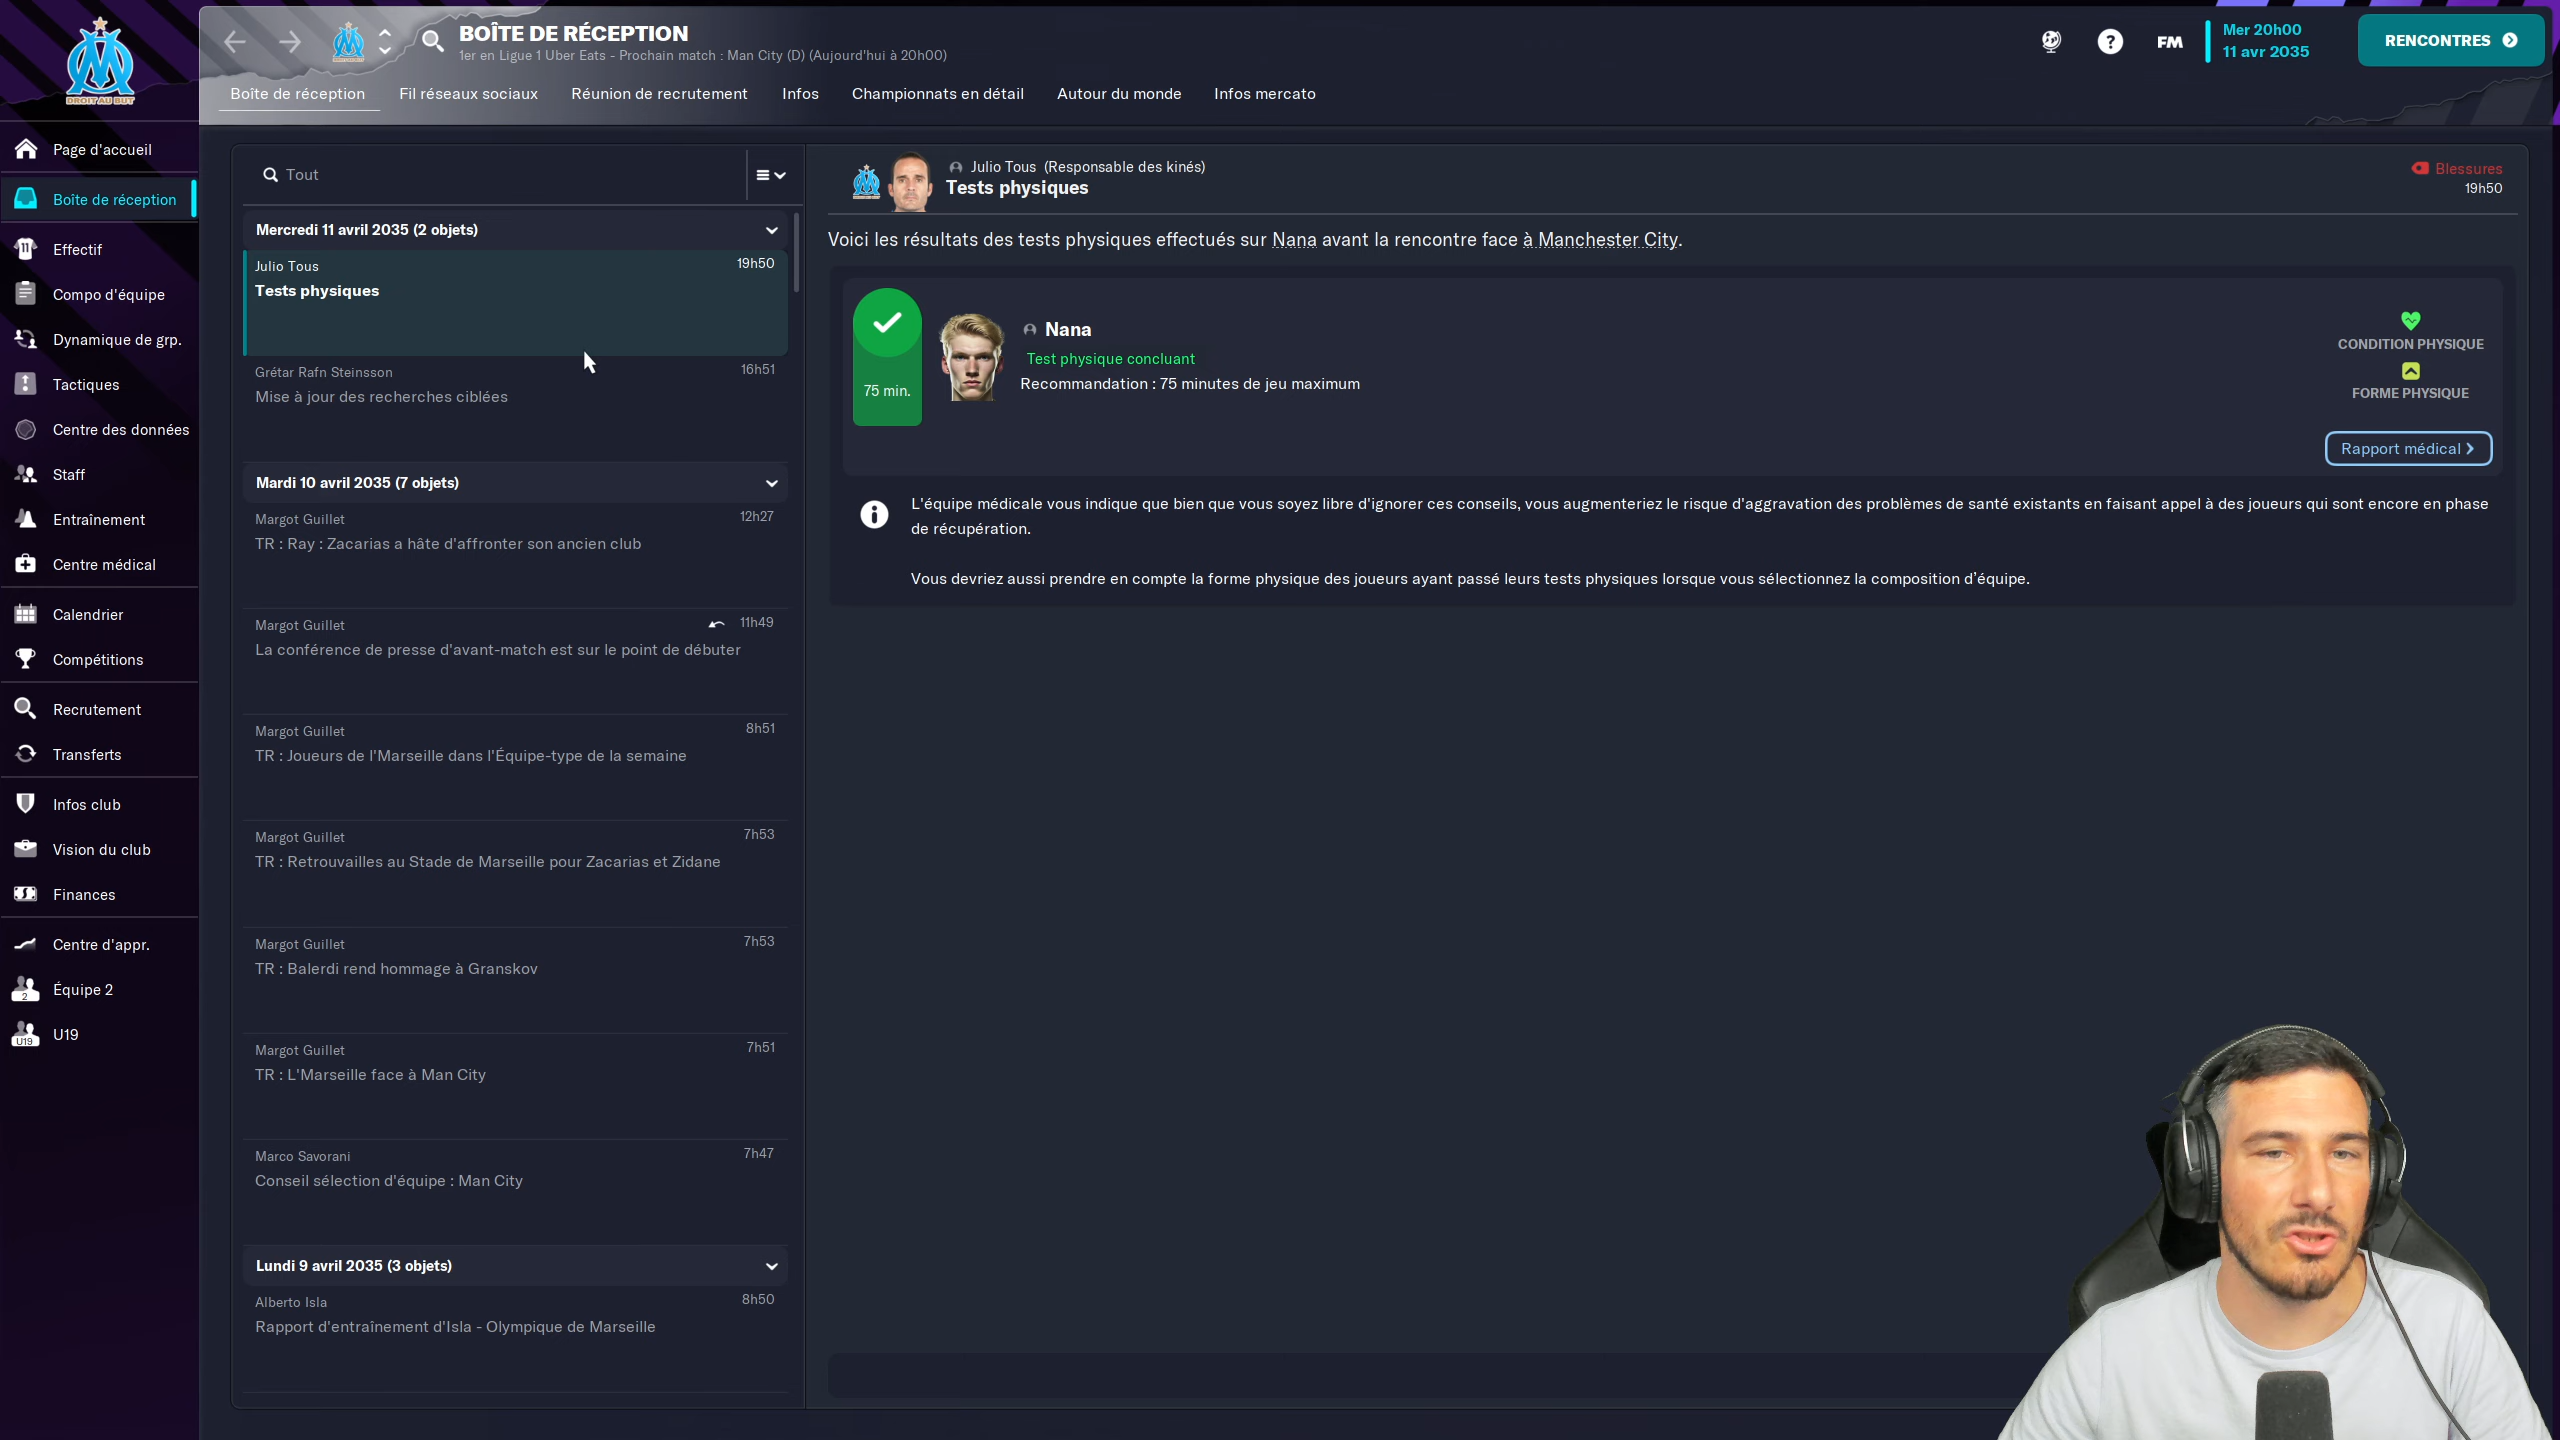 DROIT AU BUT
BOÎTE DE RÉCEPTION
1er en Ligue 1 Uber Eats - Prochain match : Man City (D) (Aujourd'hui à 20h00)
FM
Mer 20h00
11 avr 2035
RENCONTRES
Boîte de réception
Fil réseaux sociaux
Réunion de recrutement
Infos
Championnats en détail
Autour du monde
Infos mercato
Page d'accueil
Boîte de réception
Effectif
Compo d'équipe
Dynamique de grp.
Tactiques
Centre des données
Staff
Entraînement
Centre médical
Calendrier
Compétitions
Recrutement
Transferts
Infos club
Vision du club
Finances
Centre d'appr.
2
Équipe 2
U19
U19
Tout
Mercredi 11 avril 2035 (2 objets)
Julio Tous
19h50
Tests physiques
Grétar Rafn Steinsson
16h51
Mise à jour des recherches ciblées
Mardi 10 avril 2035 (7 objets)
Margot Guillet
12h27
TR : Ray : Zacarias a hâte d'affronter son ancien club
Margot Guillet
11h49
La conférence de presse d'avant-match est sur le point de débuter
Margot Guillet
8h51
TR : Joueurs de l'Marseille dans l'Équipe-type de la semaine
Margot Guillet
7h53
TR : Retrouvailles au Stade de Marseille pour Zacarias et Zidane
Margot Guillet
7h53
TR : Balerdi rend hommage à Granskov
Margot Guillet
7h51
TR : L'Marseille face à Man City
Marco Savorani
7h47
Conseil sélection d'équipe : Man City
Lundi 9 avril 2035 (3 objets)
Alberto Isla
8h50
Rapport d'entraînement d'Isla - Olympique de Marseille
Julio Tous (Responsable des kinés)
Tests physiques
Blessures
19h50
Voici les résultats des tests physiques effectués sur Nana avant la rencontre face à Manchester City.
75 min.
Nana
Test physique concluant
Recommandation : 75 minutes de jeu maximum
CONDITION PHYSIQUE
FORME PHYSIQUE
Rapport médical
L'équipe médicale vous indique que bien que vous soyez libre d'ignorer ces conseils, vous augmenteriez le risque d'aggravation des problèmes de santé existants en faisant appel à des joueurs qui sont encore en phase
de récupération.
Vous devriez aussi prendre en compte la forme physique des joueurs ayant passé leurs tests physiques lorsque vous sélectionnez la composition d'équipe.